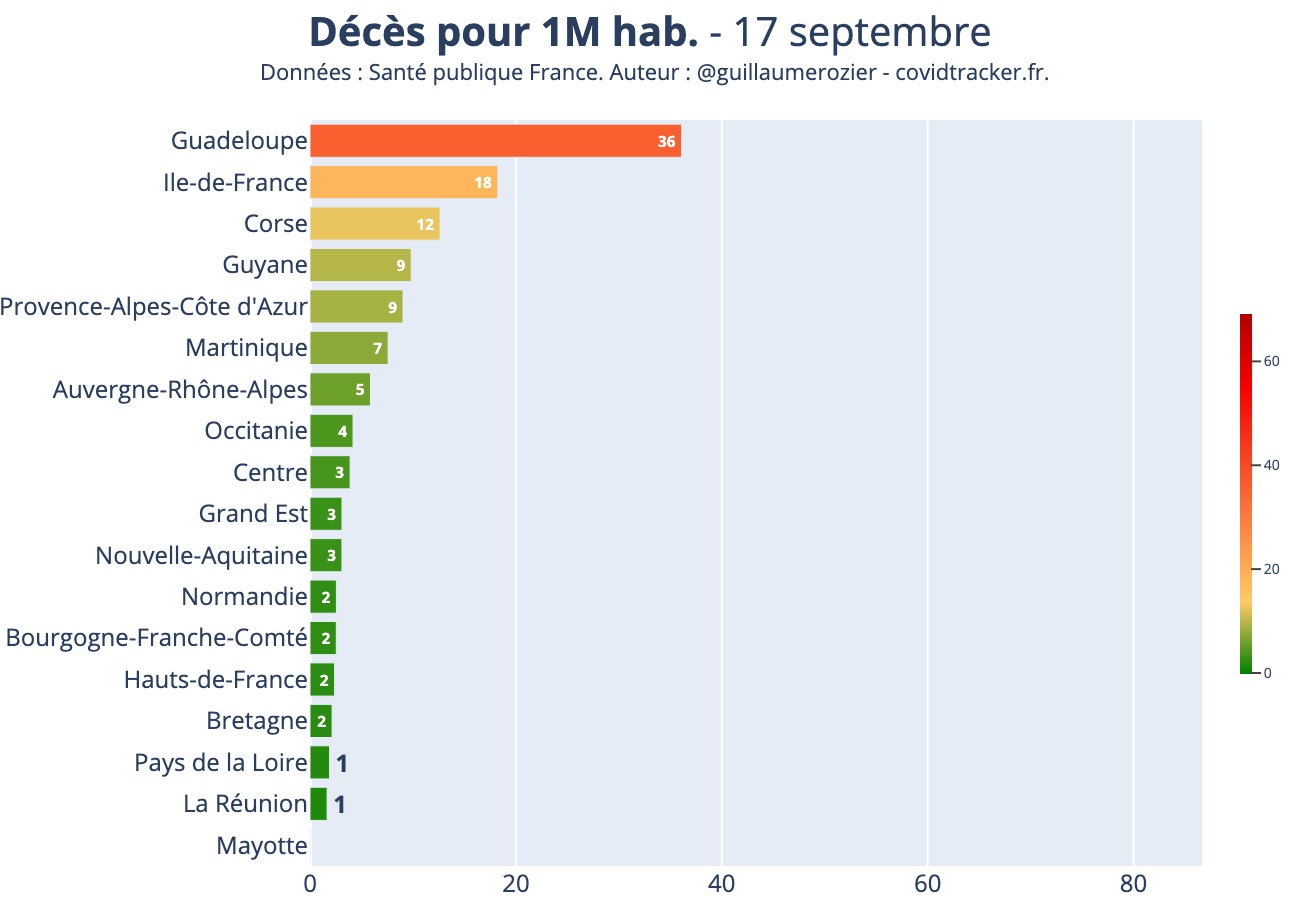 Décès pour 1M hab. - 17 septembre
Données : Santé publique France. Auteur : @guillaumerozier - covidtracker.fr.
Guadeloupe 36
Ile-de-France 18
Corse 12
Guyane 9
Provence-Alpes-Côte d'Azur 9
Martinique 7
Auvergne-Rhône-Alpes 5
Occitanie 4
Centre 3
Grand Est 3
Nouvelle-Aquitaine 3
Normandie 2
Bourgogne-Franche-Comté 2
Hauts-de-France 2
Bretagne 2
Pays de la Loire 1
La Réunion 1
Mayotte
0 20 40 60 80
60
40
20
0